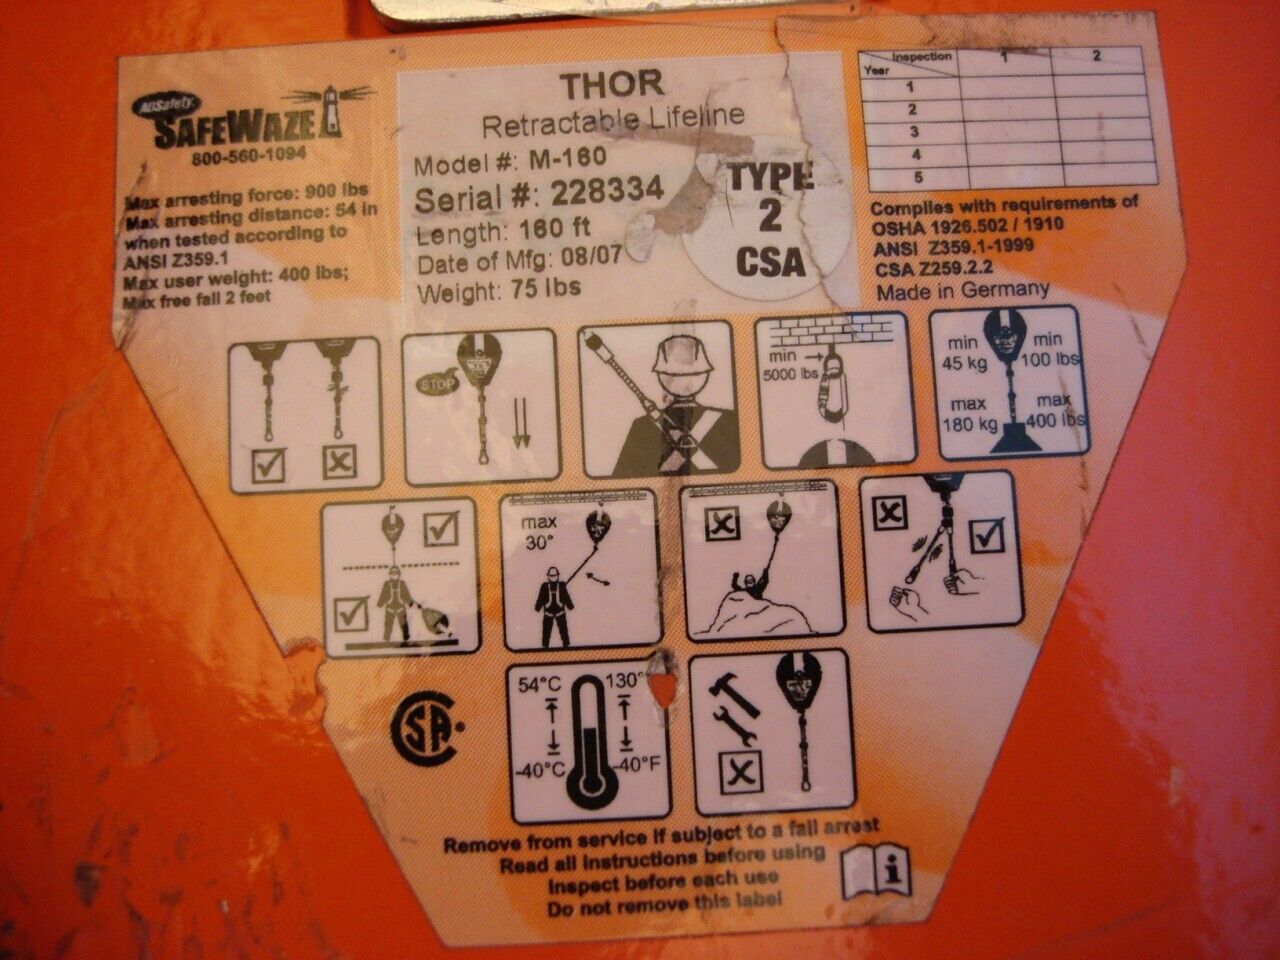 AllSafety
SAFEWAZE
800-560-1094
Max arresting force: 900 lbs
Max arresting distance: 54 in
when tested according to
ANSI Z359.1
Max user weight: 400 lbs;
Max free fall 2 feet
THOR
Retractable Lifeline
Model #: M-160
Serial #: 228334
Length: 160 ft
Date of Mfg: 08/07
Weight: 75 lbs
TYPE
2
CSA
Inspection 1 2
Year
1
2
3
4
5
Complies with requirements of
OSHA 1926.502 / 1910
ANSI Z359.1-1999
CSA Z259.2.2
Made in Germany
STOP
min
5000 lbs
min
45 kg
min
100 lbs
max
180 kg
max
400 lbs
max
30°
54°C 130°
-40°C -40°F
CSA
Remove from service if subject to a fall arrest
Read all instructions before using
Inspect before each use
Do not remove this label
i